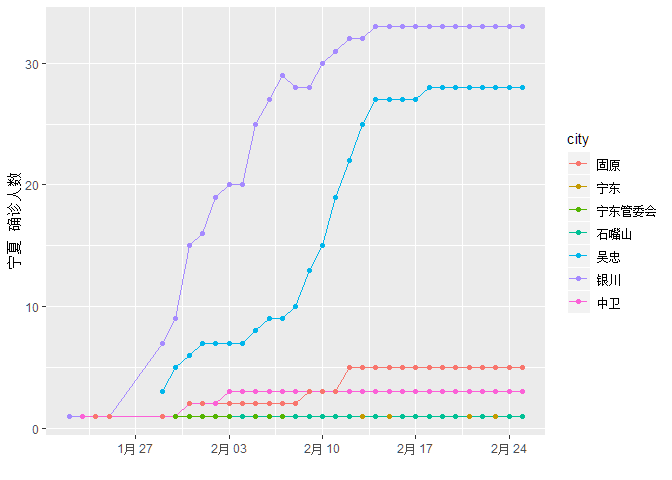 宁夏 确诊人数
30
20
10
0
1月 27
2月 03
2月 10
2月 17
2月 24
city
固原
宁东
宁东管委会
石嘴山
吴忠
银川
中卫